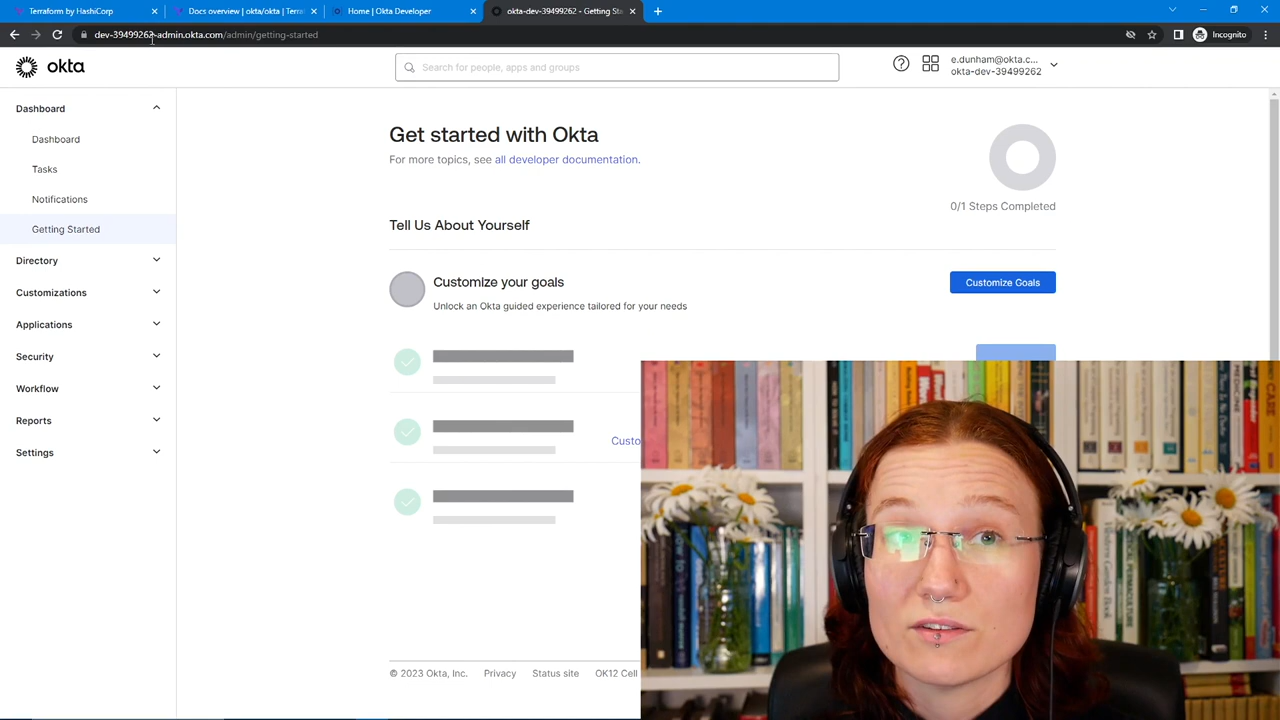 Terraform by HashiCorp
Docs overview | okta/okta | Terra
Home | Okta Developer
okta-dev-39499262 - Getting Sta
dev-39499262-admin.okta.com/admin/getting-started
Incognito
okta
Search for people, apps and groups
e.dunham@okta.c...
okta-dev-39499262
Dashboard
Dashboard
Tasks
Notifications
Getting Started
Directory
Customizations
Applications
Security
Workflow
Reports
Settings
Get started with Okta
For more topics, see all developer documentation.
0/1 Steps Completed
Tell Us About Yourself
Customize your goals
Unlock an Okta guided experience tailored for your needs
Customize Goals
Custo
© 2023 Okta, Inc.
Privacy
Status site
OK12 Cell
MEDICINE
CASE